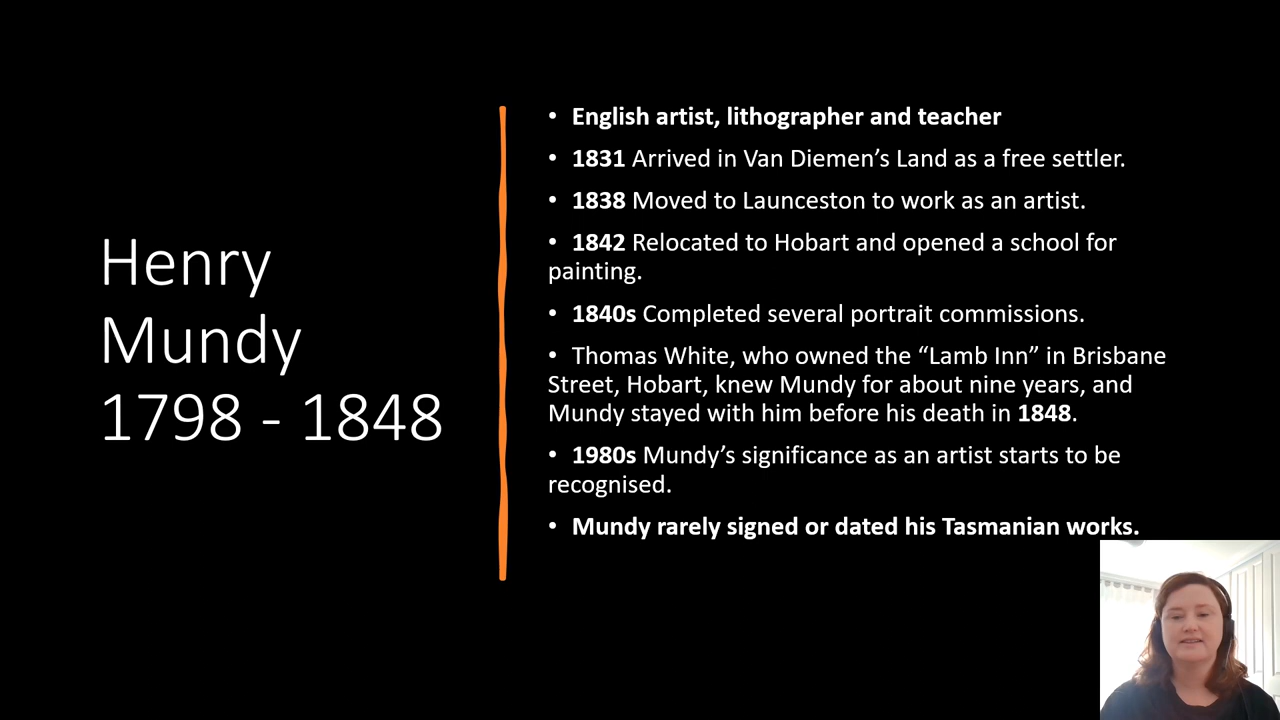 Henry
Mundy
1798 - 1848
• English artist, lithographer and teacher
• 1831 Arrived in Van Diemen’s Land as a free settler.
• 1838 Moved to Launceston to work as an artist.
• 1842 Relocated to Hobart and opened a school for
painting.
• 1840s Completed several portrait commissions.
• Thomas White, who owned the “Lamb Inn” in Brisbane
Street, Hobart, knew Mundy for about nine years, and
Mundy stayed with him before his death in 1848.
• 1980s Mundy’s significance as an artist starts to be
recognised.
• Mundy rarely signed or dated his Tasmanian works.